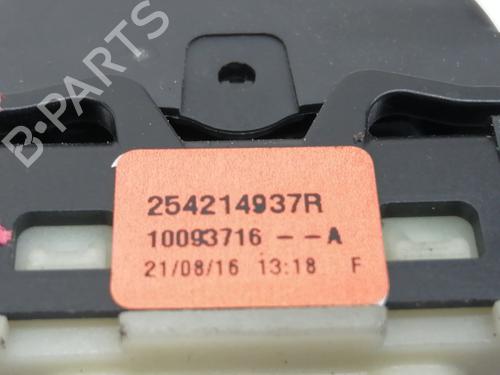 B-PARTS
254214937R
10093716 -- A
21/08/16 13:18 F